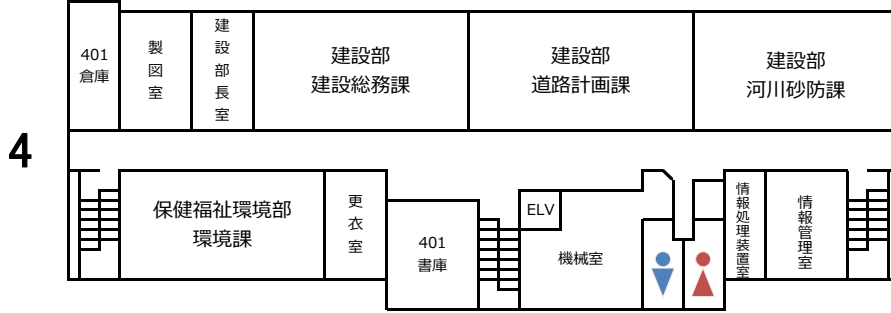 4
401
倉庫
製図室
建設部長室
建設部
建設総務課
建設部
道路計画課
建設部
河川砂防課
保健福祉環境部
環境課
更衣室
401
書庫
ELV
機械室
情報処理装置室
情報管理室